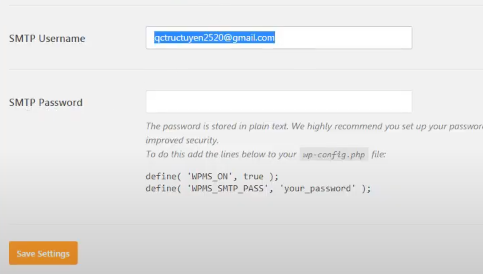 SMTP Username
qctructuyen2520@gmail.com
SMTP Password
The password is stored in plain text. We highly recommend you set up your password
improved security.
To do this add the lines below to your wp-config.php file:
define( 'WPMS_ON', true );
define( 'WPMS_SMTP_PASS', 'your_password' );
Save Settings